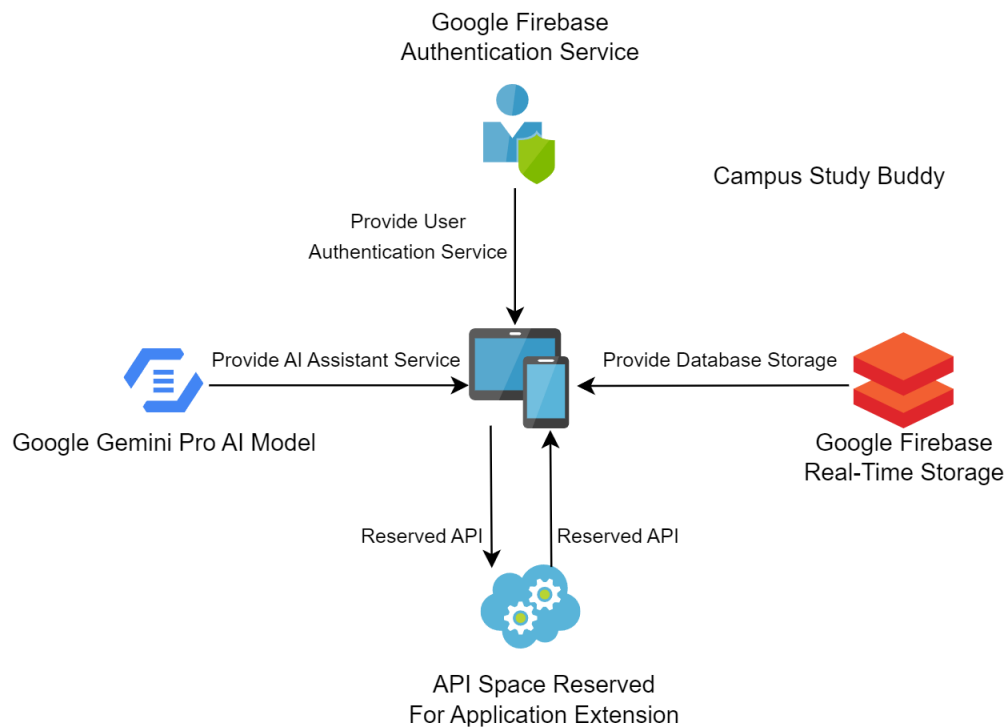 Google Firebase
Authentication Service
Campus Study Buddy
Provide User
Authentication Service
Provide AI Assistant Service
Provide Database Storage
Google Gemini Pro AI Model
Google Firebase
Real-Time Storage
Reserved API
Reserved API
API Space Reserved
For Application Extension